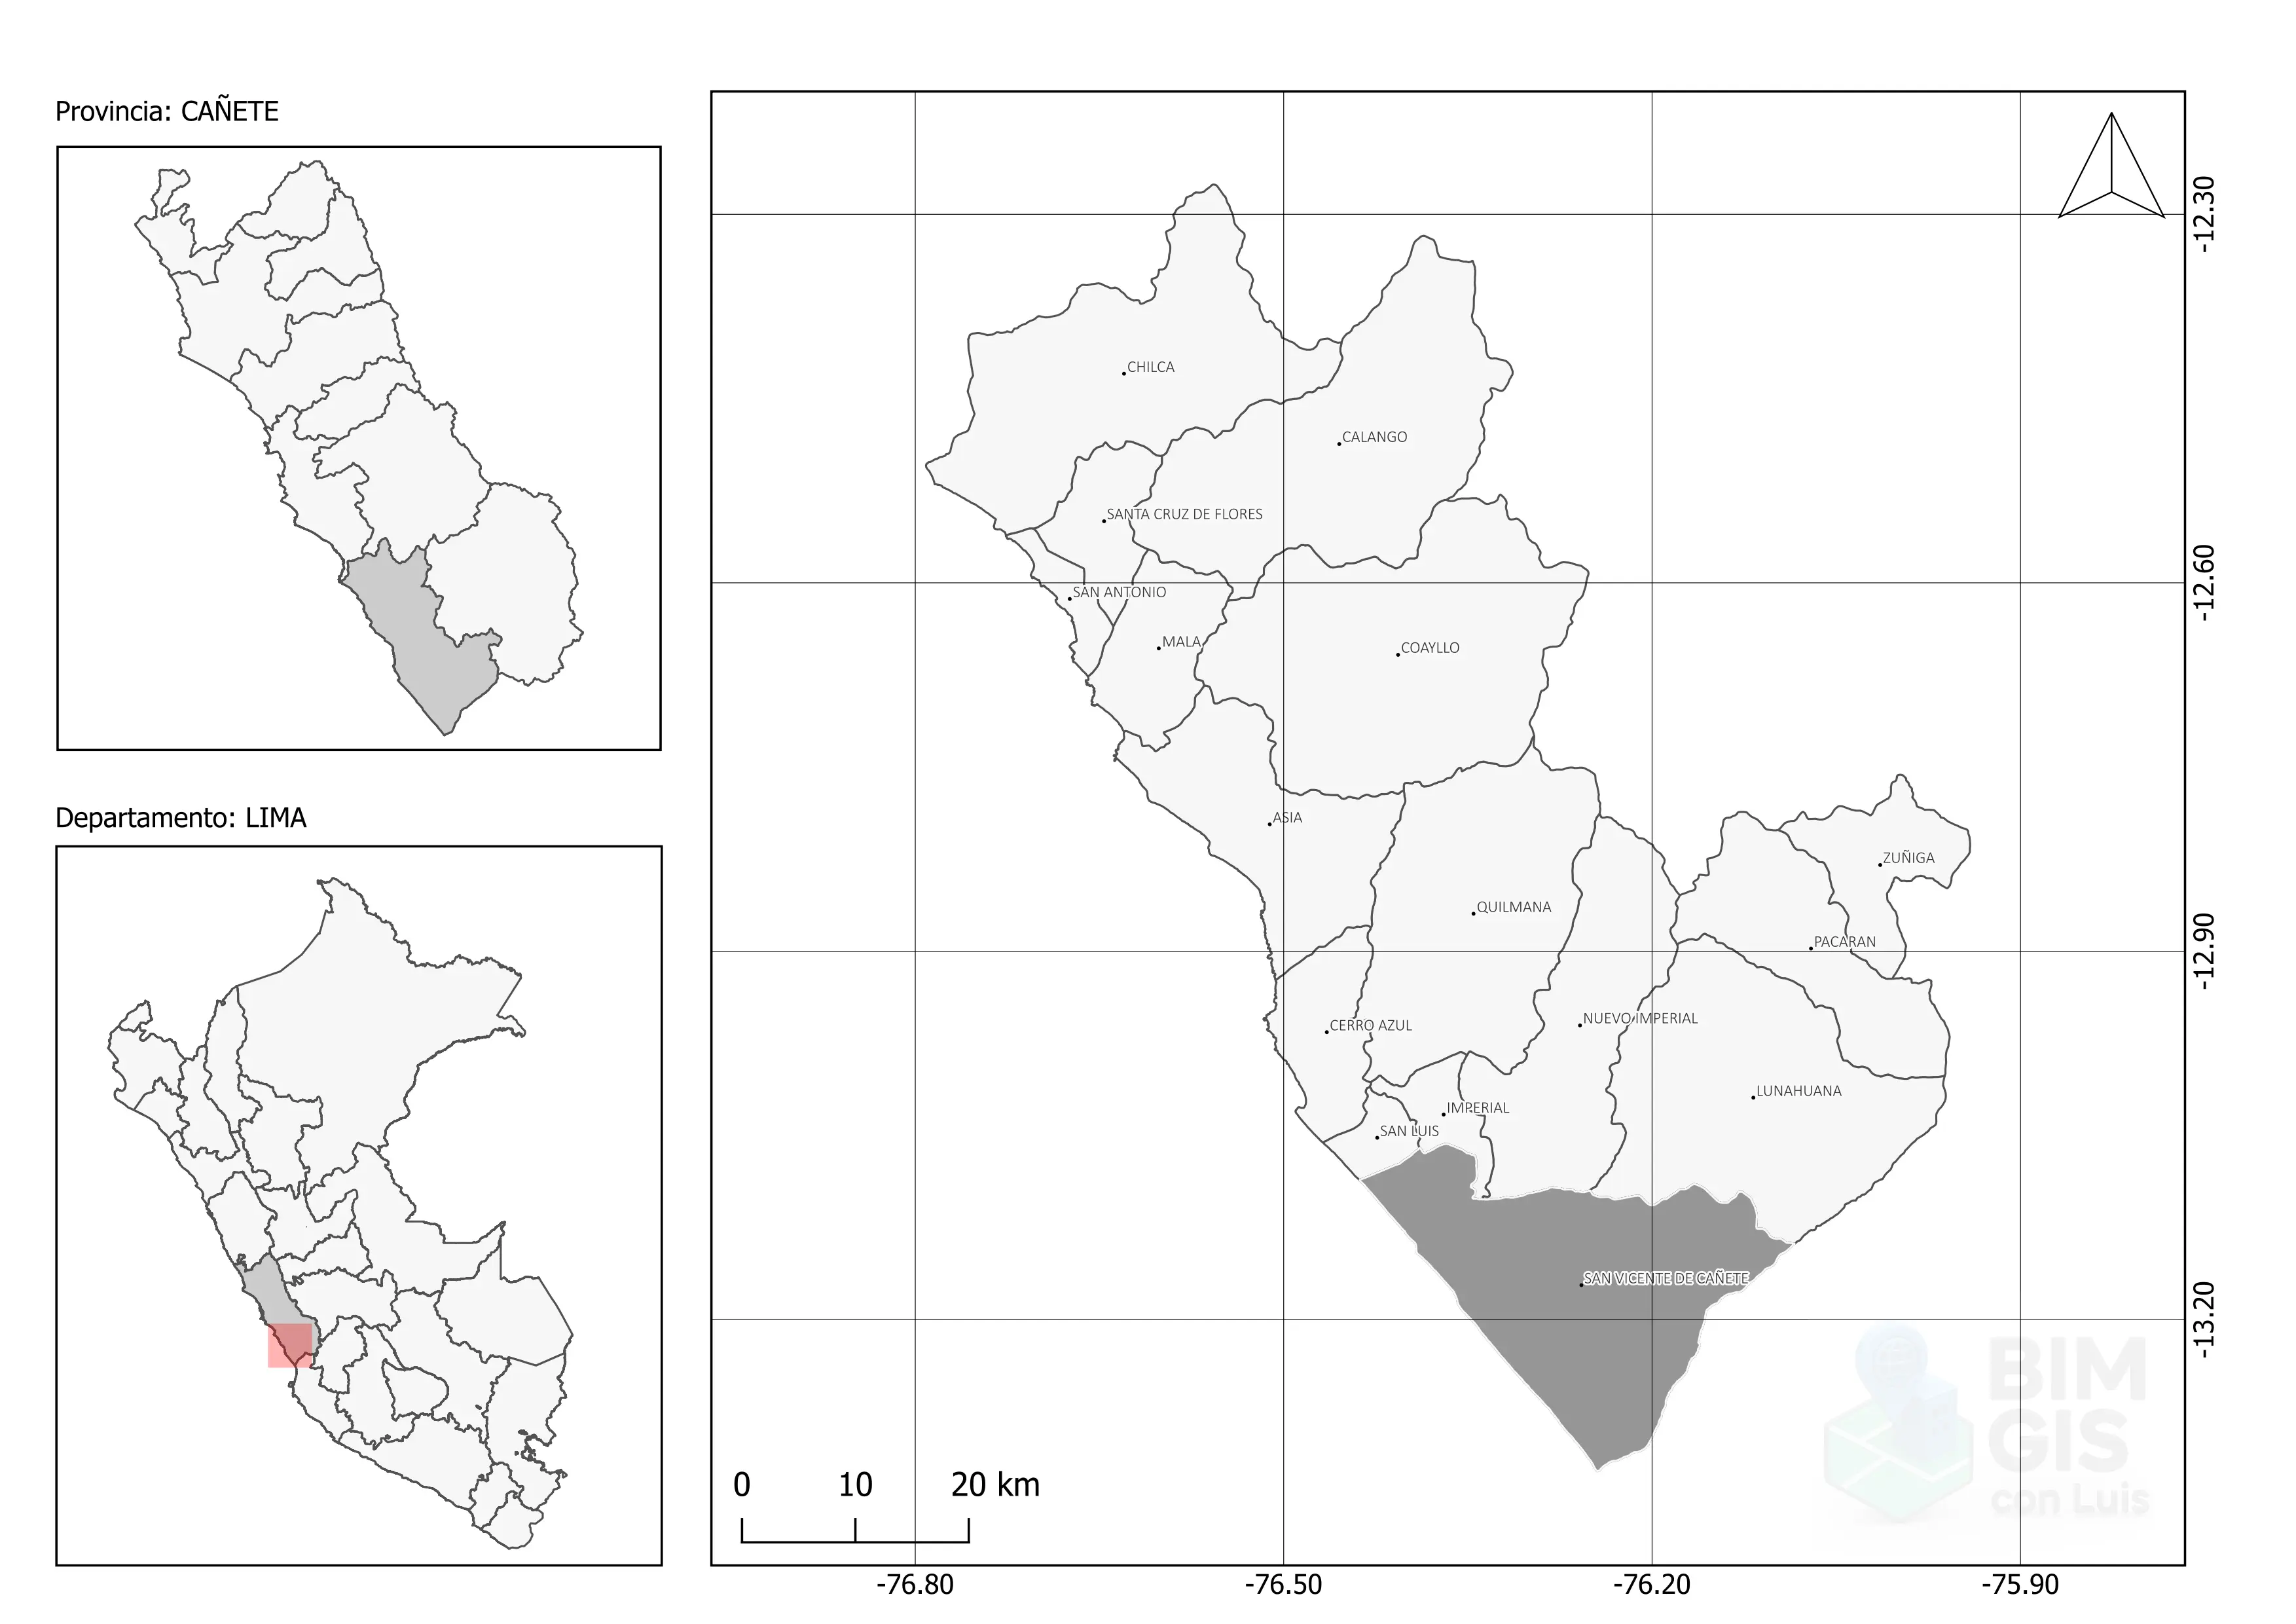 Provincia: CAÑETE
Departamento: LIMA
CHILCA
CALANGO
SANTA CRUZ DE FLORES
SAN ANTONIO
MALA
COAYLLO
ASIA
ZUÑIGA
QUILMANA
PACARAN
NUEVO IMPERIAL
CERRO AZUL
LUNAHUANA
IMPERIAL
SAN LUIS
SAN VICENTE DE CAÑETE
-12.30
-12.60
-12.90
-13.20
BIM
GIS
con Luis
0 10 20 km
-76.80 -76.50 -76.20 -75.90